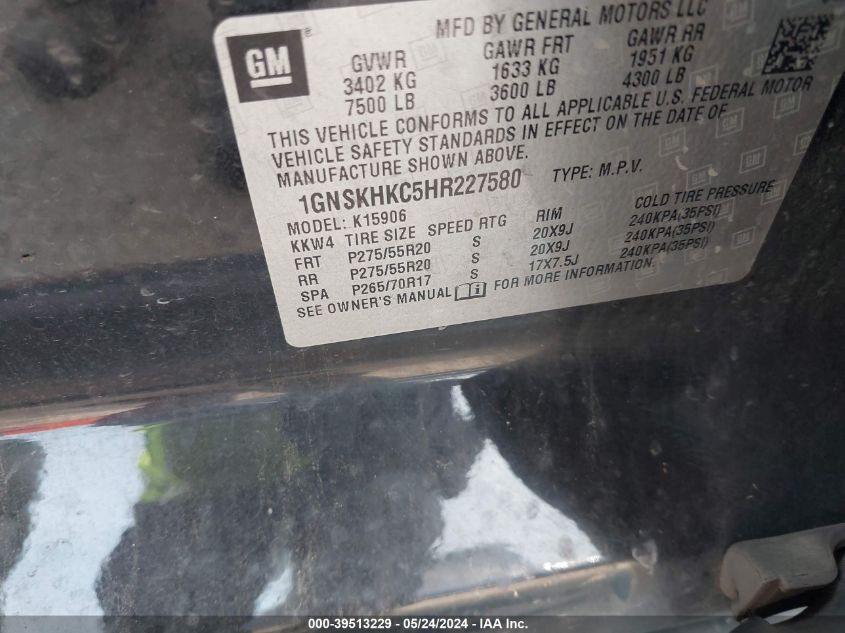 MFD BY GENERAL MOTORS LLC
GM
GVWR GAWR FRT GAWR RR
3402 KG 1633 KG 1951 KG
7500 LB 3600 LB 4300 LB
THIS VEHICLE CONFORMS TO ALL APPLICABLE U.S. FEDERAL MOTOR
VEHICLE SAFETY STANDARDS IN EFFECT ON THE DATE OF
MANUFACTURE SHOWN ABOVE.
1GNSKHKC5HR227580 TYPE: M.P.V.
MODEL: K15906
KKW4 TIRE SIZE SPEED RTG RIM COLD TIRE PRESSURE
FRT P275/55R20 S 20X9J 240KPA(35PSI)
RR P275/55R20 S 20X9J 240KPA(35PSI)
SPA P265/70R17 S 17X7.5J 240KPA(35PSI)
SEE OWNER'S MANUAL FOR MORE INFORMATION.
000-39513229 - 05/24/2024 - IAA Inc.